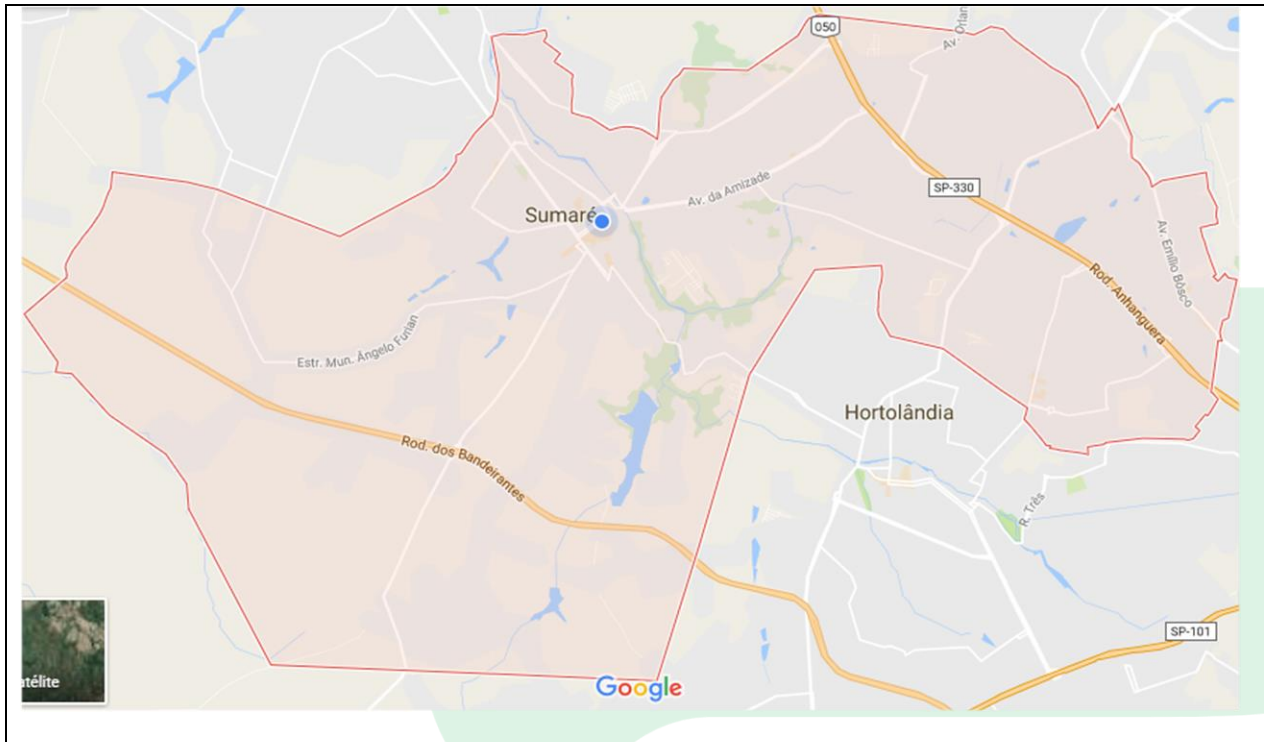 050
Av. Orlan
SP-330
Av. da Amizade
Sumaré
Av. Emílio Bôsco
Rod. Anhanguera
Estr. Mun. Ângelo Furlan
Hortolândia
Rod. dos Bandeirantes
R. Três
SP-101
atélite
Google